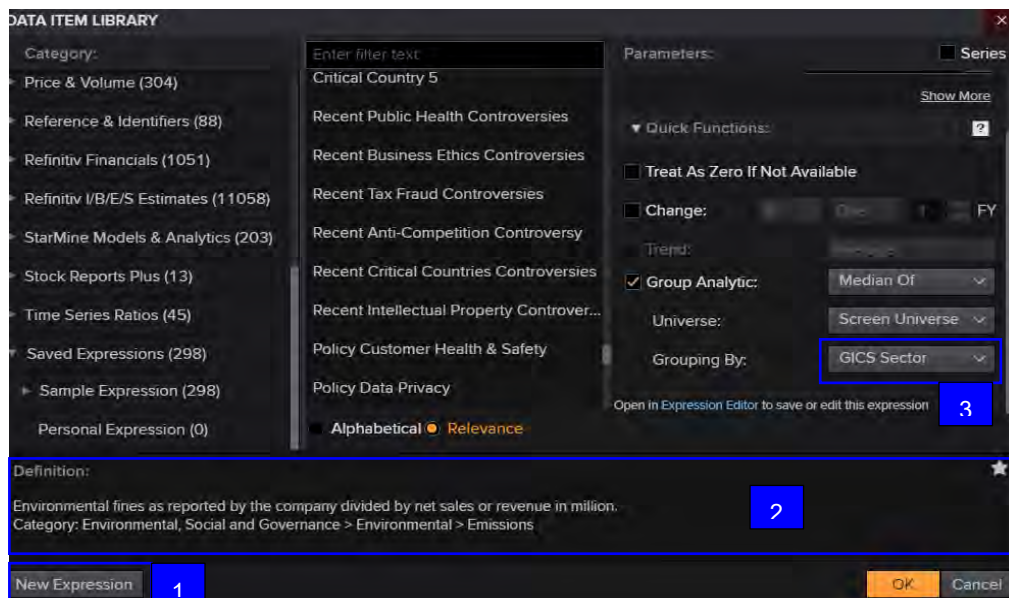 DATA ITEM LIBRARY
Category:
Price & Volume (304)
Reference & Identifiers (88)
Refinitiv Financials (1051)
Refinitiv I/B/E/S Estimates (11058)
StarMine Models & Analytics (203)
Stock Reports Plus (13)
Time Series Ratios (45)
Saved Expressions (298)
Sample Expression (298)
Personal Expression (0)
Enter filter text
Critical Country 5
Recent Public Health Controversies
Recent Business Ethics Controversies
Recent Tax Fraud Controversies
Recent Anti-Competition Controversy
Recent Critical Countries Controversies
Recent Intellectual Property Controver...
Policy Customer Health & Safety
Policy Data Privacy
Alphabetical Relevance
Parameters: Series
Show More
Quick Functions: ?
Treat As Zero If Not Available
Change: 1 FY
Trend:
Group Analytic: Median Of
Universe: Screen Universe
Grouping By: GICS Sector
Open in Expression Editor to save or edit this expression
3
Definition:
Environmental fines as reported by the company divided by net sales or revenue in million.
Category: Environmental, Social and Governance > Environmental > Emissions
2
New Expression
1
OK Cancel